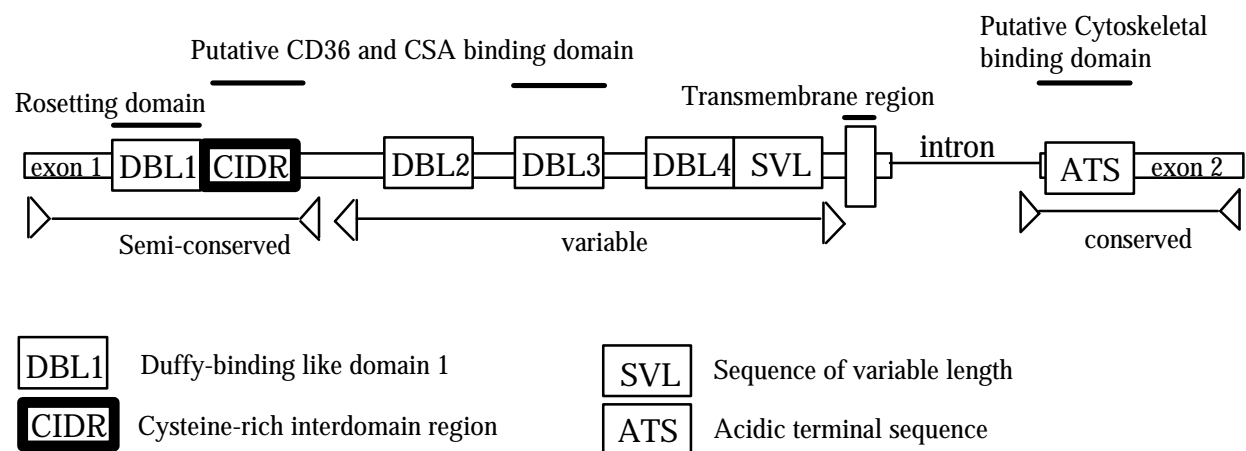 Putative CD36 and CSA binding domain
Putative Cytoskeletal
binding domain
Rosetting domain
Transmembrane region
exon 1
DBL1
CIDR
DBL2
DBL3
DBL4
SVL
intron
ATS
exon 2
Semi-conserved
variable
conserved
DBL1 Duffy-binding like domain 1
SVL Sequence of variable length
CIDR Cysteine-rich interdomain region
ATS Acidic terminal sequence